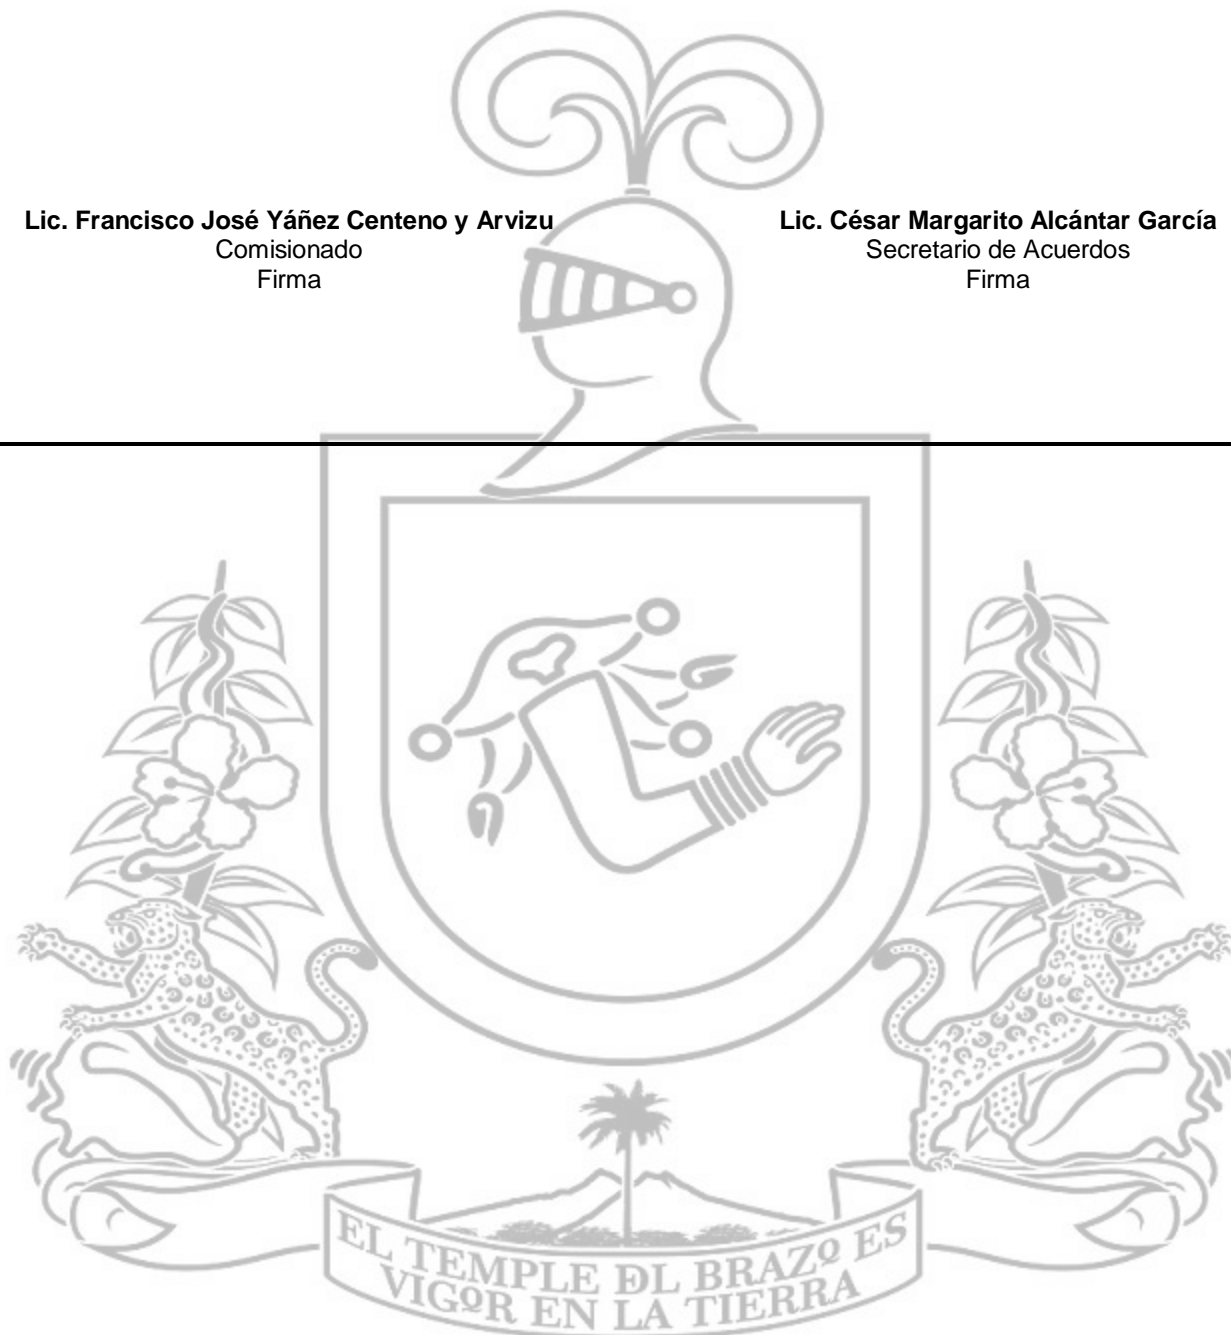 Lic. Francisco José Yáñez Centeno y Arvizu
Comisionado
Firma
Lic. César Margarito Alcántar García
Secretario de Acuerdos
Firma
EL TEMPLE ĐL BRAZO ES
VIGOR EN LA TIERRA